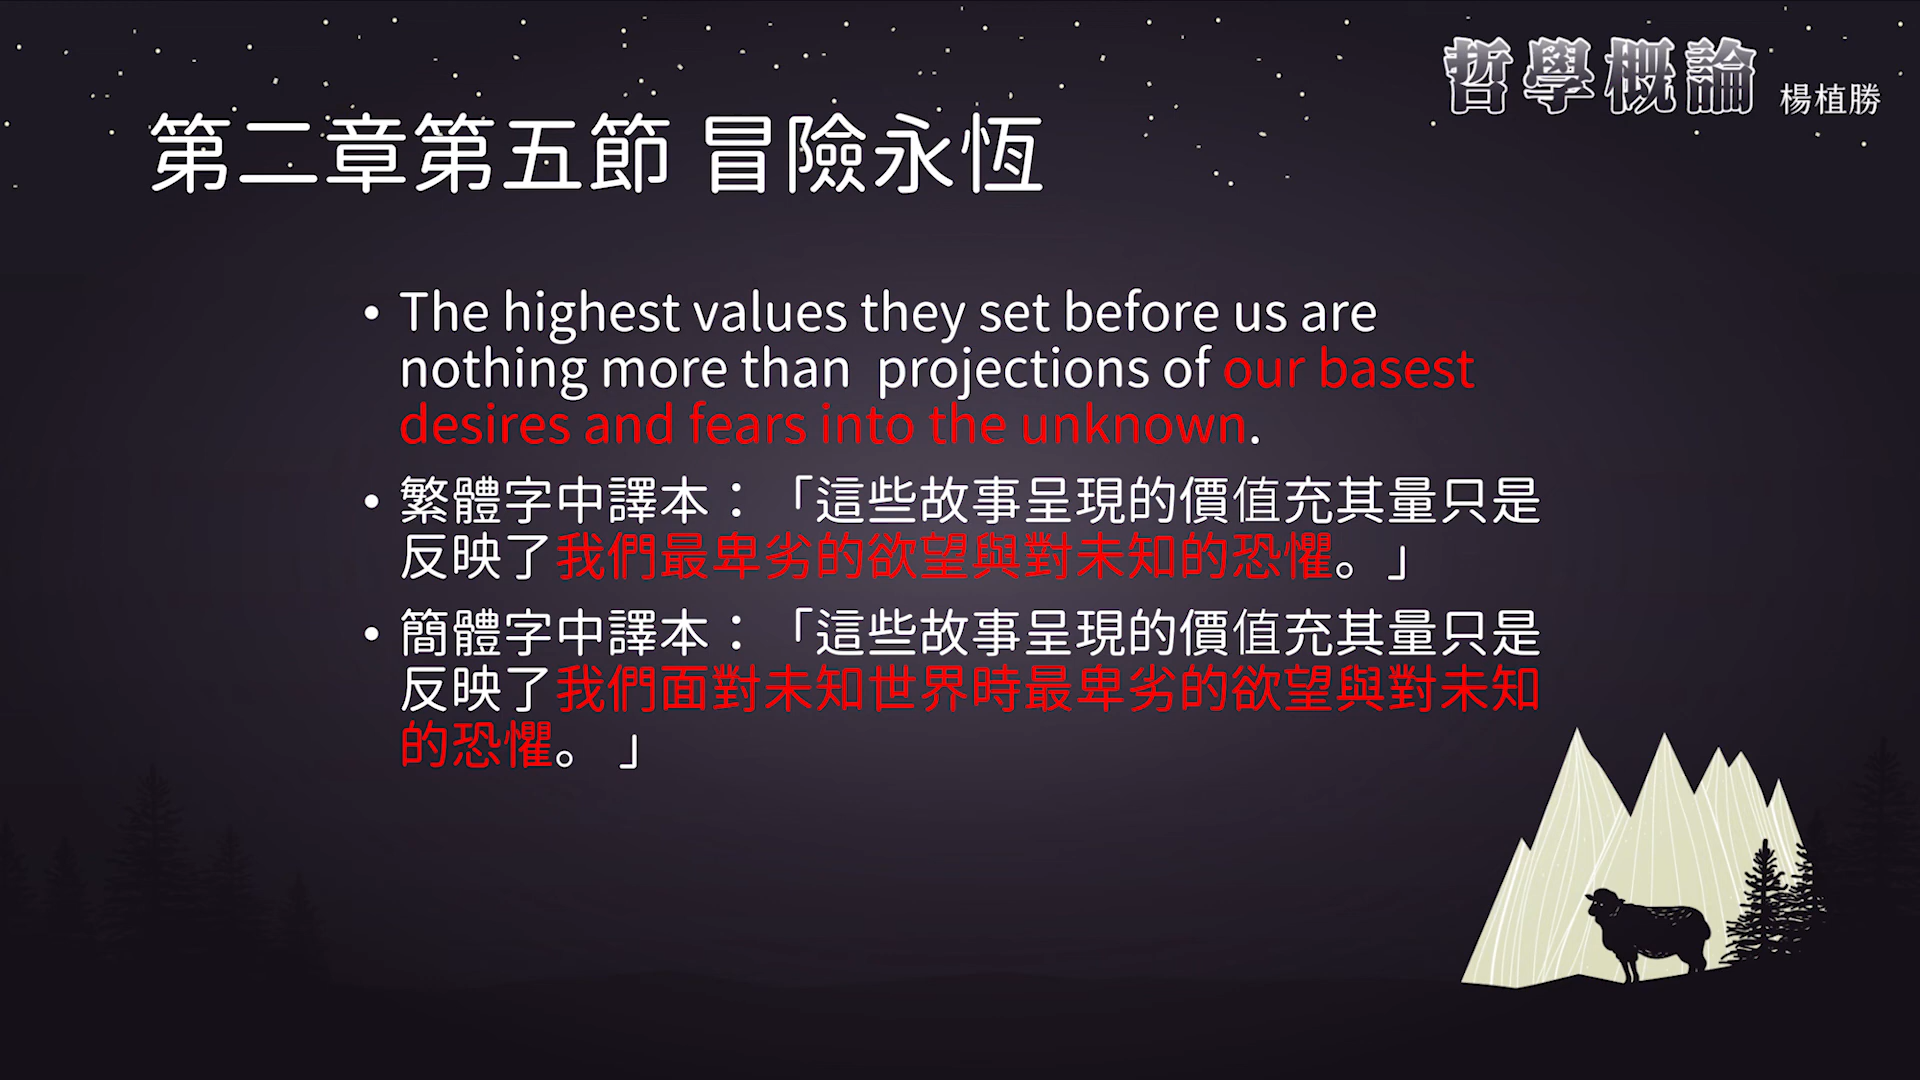 哲學概論 楊植勝
第二章第五節 冒險永恆
• The highest values they set before us are
nothing more than  projections of our basest
desires and fears into the unknown.
• 繁體字中譯本：「這些故事呈現的價值充其量只是
反映了我們最卑劣的欲望與對未知的恐懼。」
• 簡體字中譯本：「這些故事呈現的價值充其量只是
反映了我們面對未知世界時最卑劣的欲望與對未知
的恐懼。 」